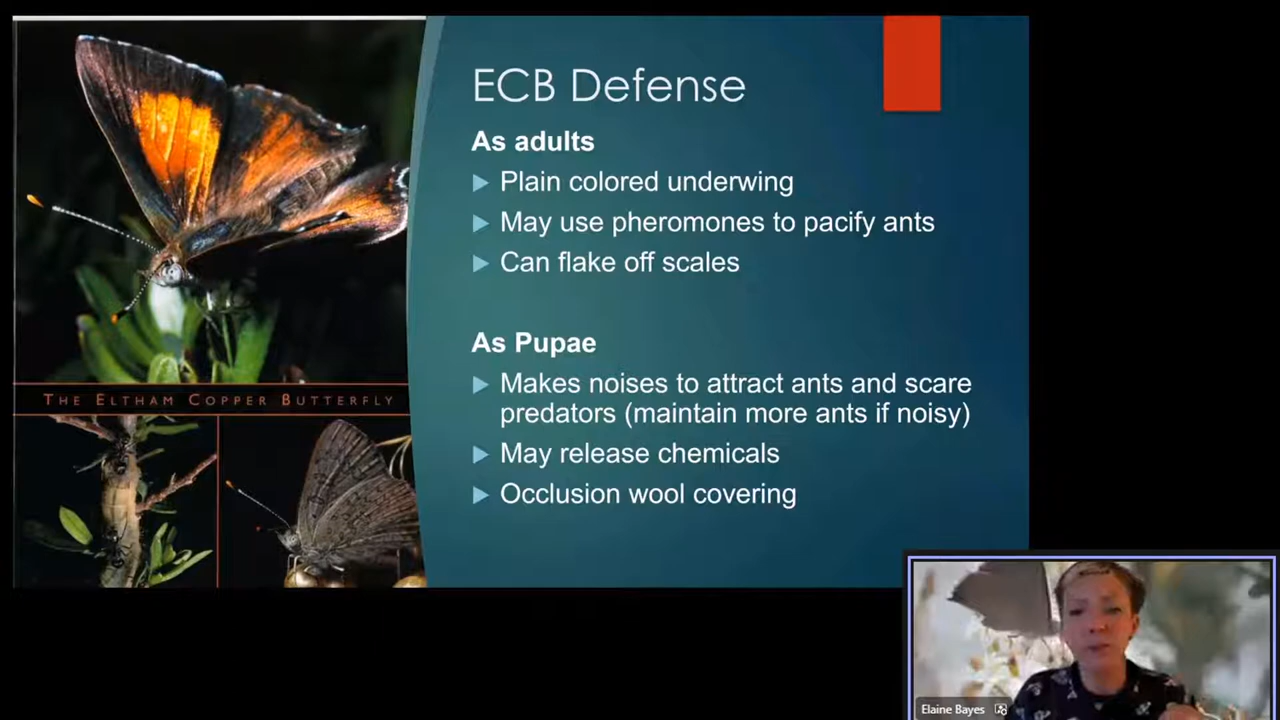 ECB Defense
As adults
Plain colored underwing
May use pheromones to pacify ants
Can flake off scales
As Pupae
Makes noises to attract ants and scare
predators (maintain more ants if noisy)
May release chemicals
Occlusion wool covering
THE ELTHAM COPPER BUTTERFLY
Elaine Bayes